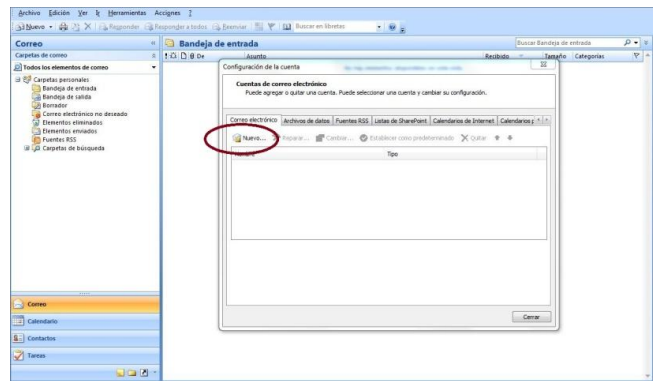 Archivo Edición Ver Ir Herramientas Acciones ?
Nuevo Responder Responder a todos Reenviar Buscar en libretas
Correo
Bandeja de entrada
Buscar Bandeja de entrada
Carpetas de correo
De Asunto Recibido Tamaño Categorías
Todos los elementos de correo
Carpetas personales
Bandeja de entrada
Bandeja de salida
Borrador
Correo electrónico no deseado
Elementos eliminados
Elementos enviados
Fuentes RSS
Carpetas de búsqueda
Configuración de la cuenta
Cuentas de correo electrónico
Puede agregar o quitar una cuenta. Puede seleccionar una cuenta y cambiar su configuración.
Correo electrónico Archivos de datos Fuentes RSS Listas de SharePoint Calendarios de Internet Calendarios p
Nuevo... Reparar... Cambiar... Establecer como predeterminado Quitar
Nombre Tipo
Cerrar
Correo
Calendario
Contactos
Tareas